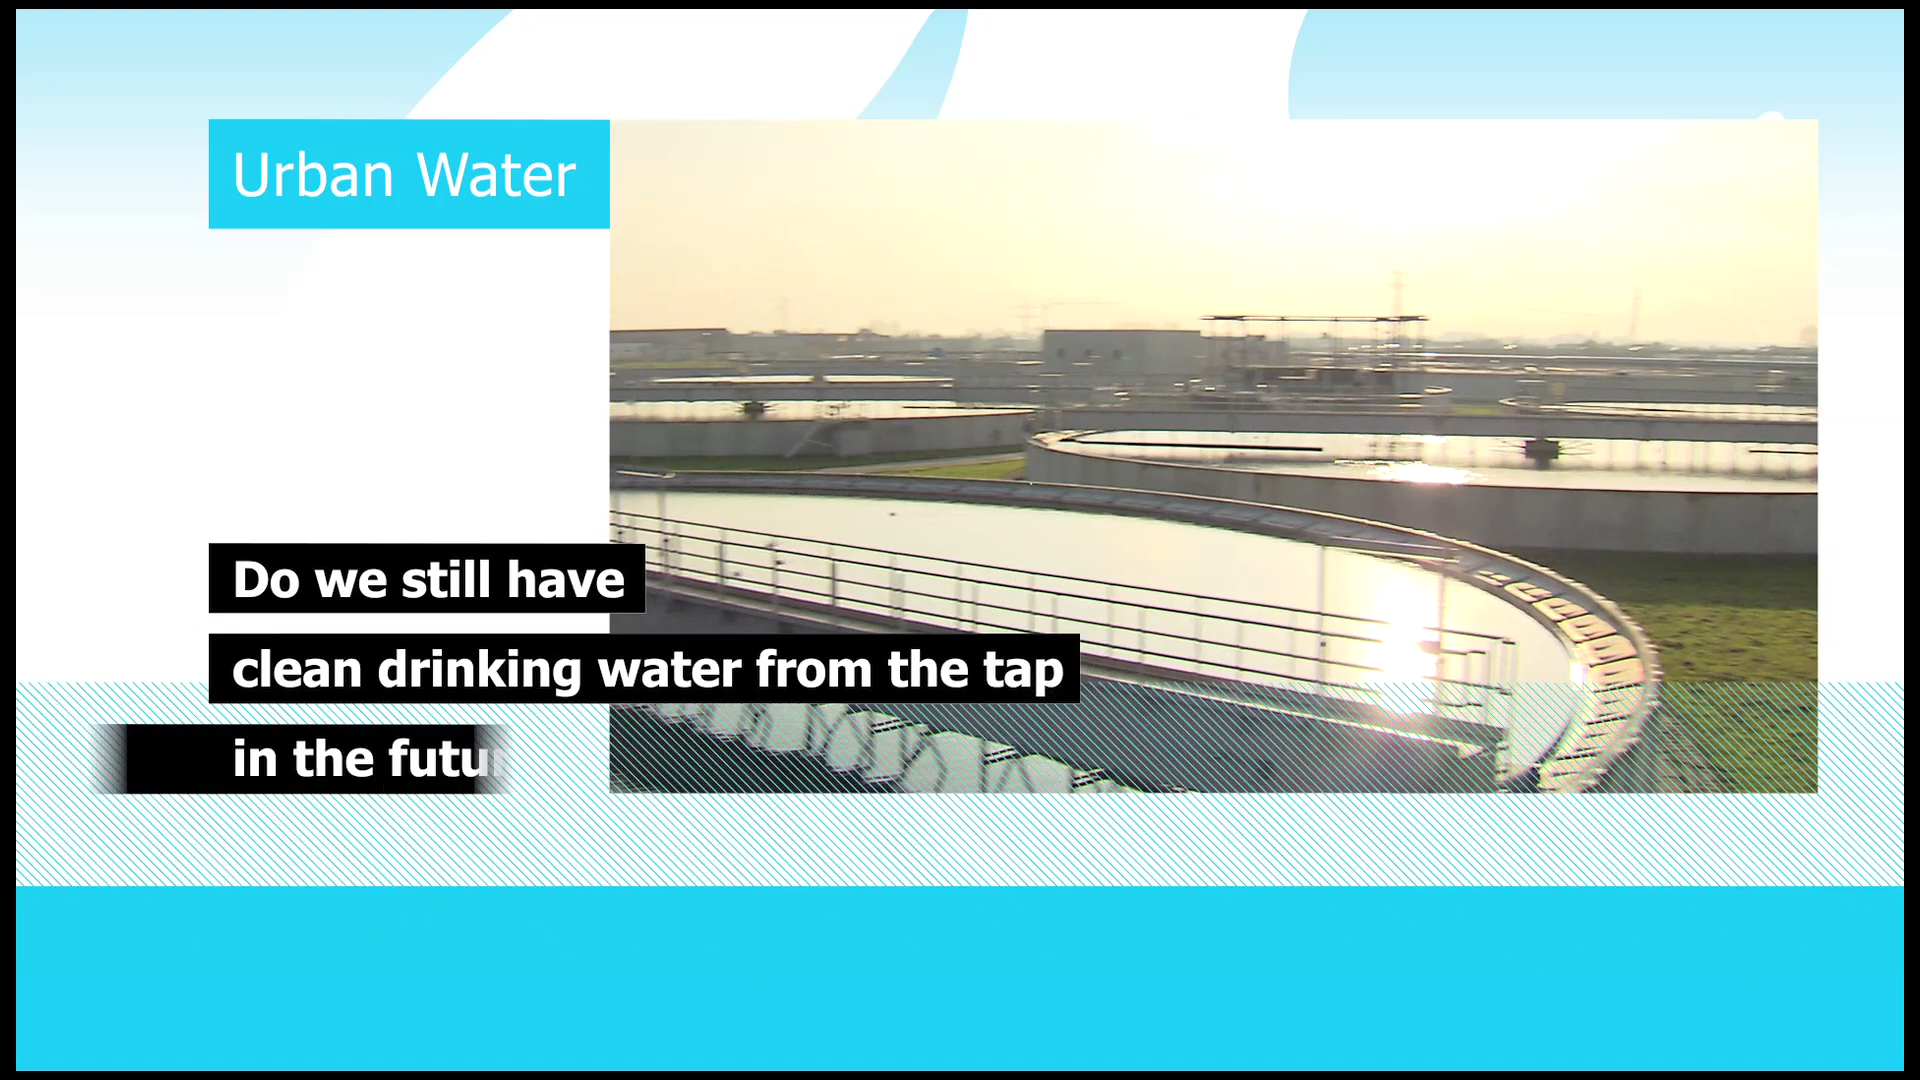 Urban Water
Do we still have
clean drinking water from the tap
in the futu